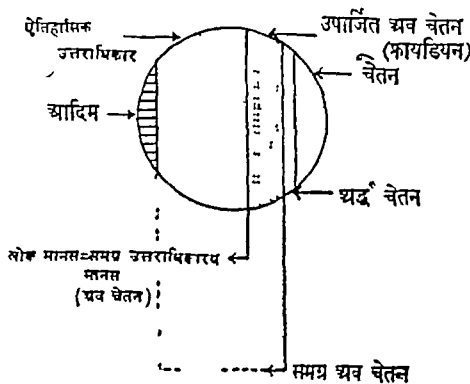 ऐतिहासिक
उत्तराधिकार
उपार्जित अव चेतन
(फ्रायडियन)
चेतन
आदिम
अर्द्ध चेतन
लोक मानस=समग्र उत्तराधिकारेय
मानस
(अव चेतन)
समग्र अव चेतन